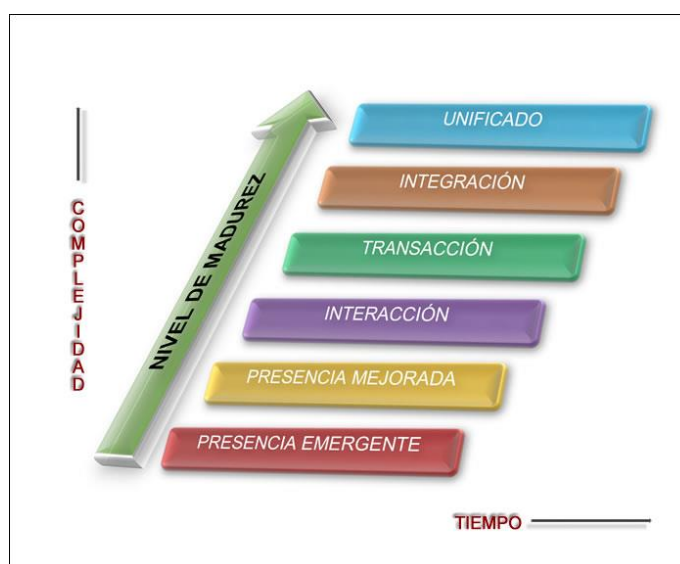 UNIFICADO
INTEGRACIÓN
TRANSACCIÓN
INTERACCIÓN
PRESENCIA MEJORADA
PRESENCIA EMERGENTE
NIVEL DE MADUREZ
COMPLEJIDAD
TIEMPO